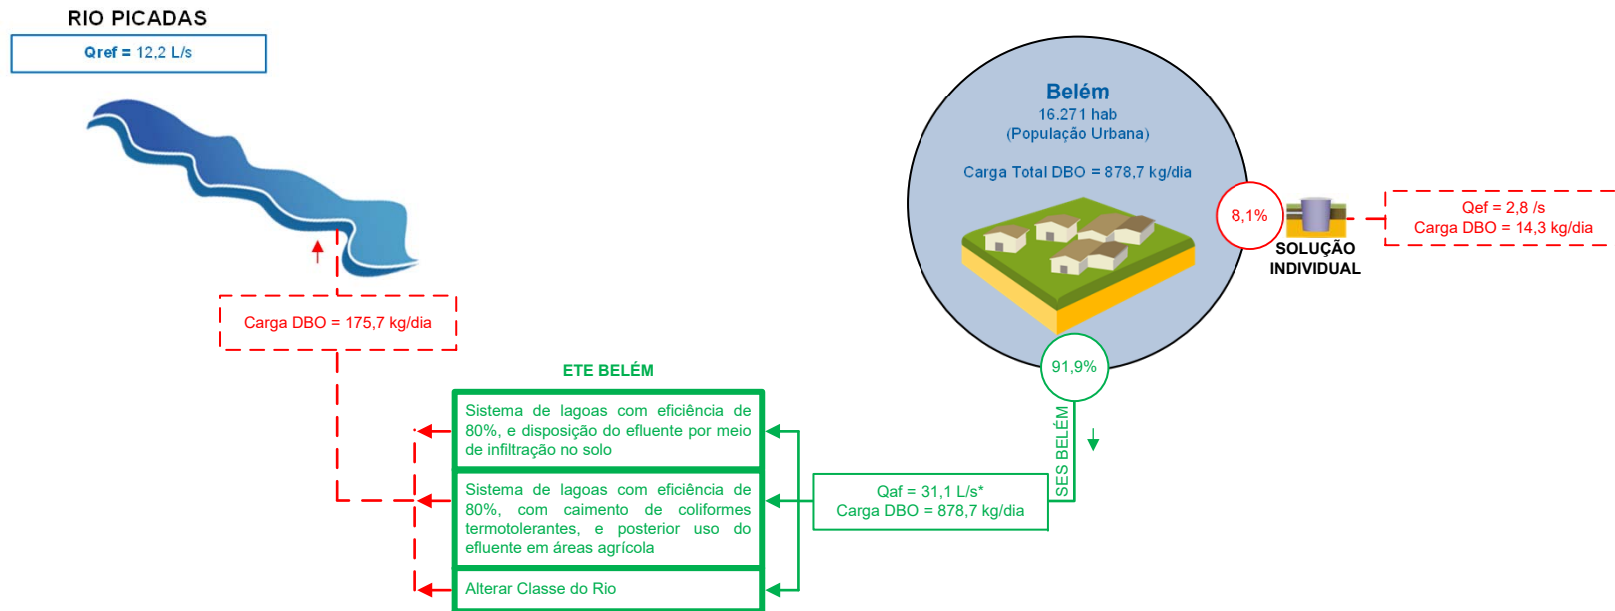 RIO PICADAS
Qref = 12,2 L/s
Belém
16.271 hab
(População Urbana)
Carga Total DBO = 878,7 kg/dia
8,1%
SOLUÇÃO
INDIVIDUAL
Qef = 2,8 /s
Carga DBO = 14,3 kg/dia
91,9%
SES BELÉM
Carga DBO = 175,7 kg/dia
ETE BELÉM
Sistema de lagoas com eficiência de
80%, e disposição do efluente por meio
de infiltração no solo
Sistema de lagoas com eficiência de
80%, com caimento de coliformes
termotolerantes, e posterior uso do
efluente em áreas agrícola
Alterar Classe do Rio
Qaf = 31,1 L/s*
Carga DBO = 878,7 kg/dia